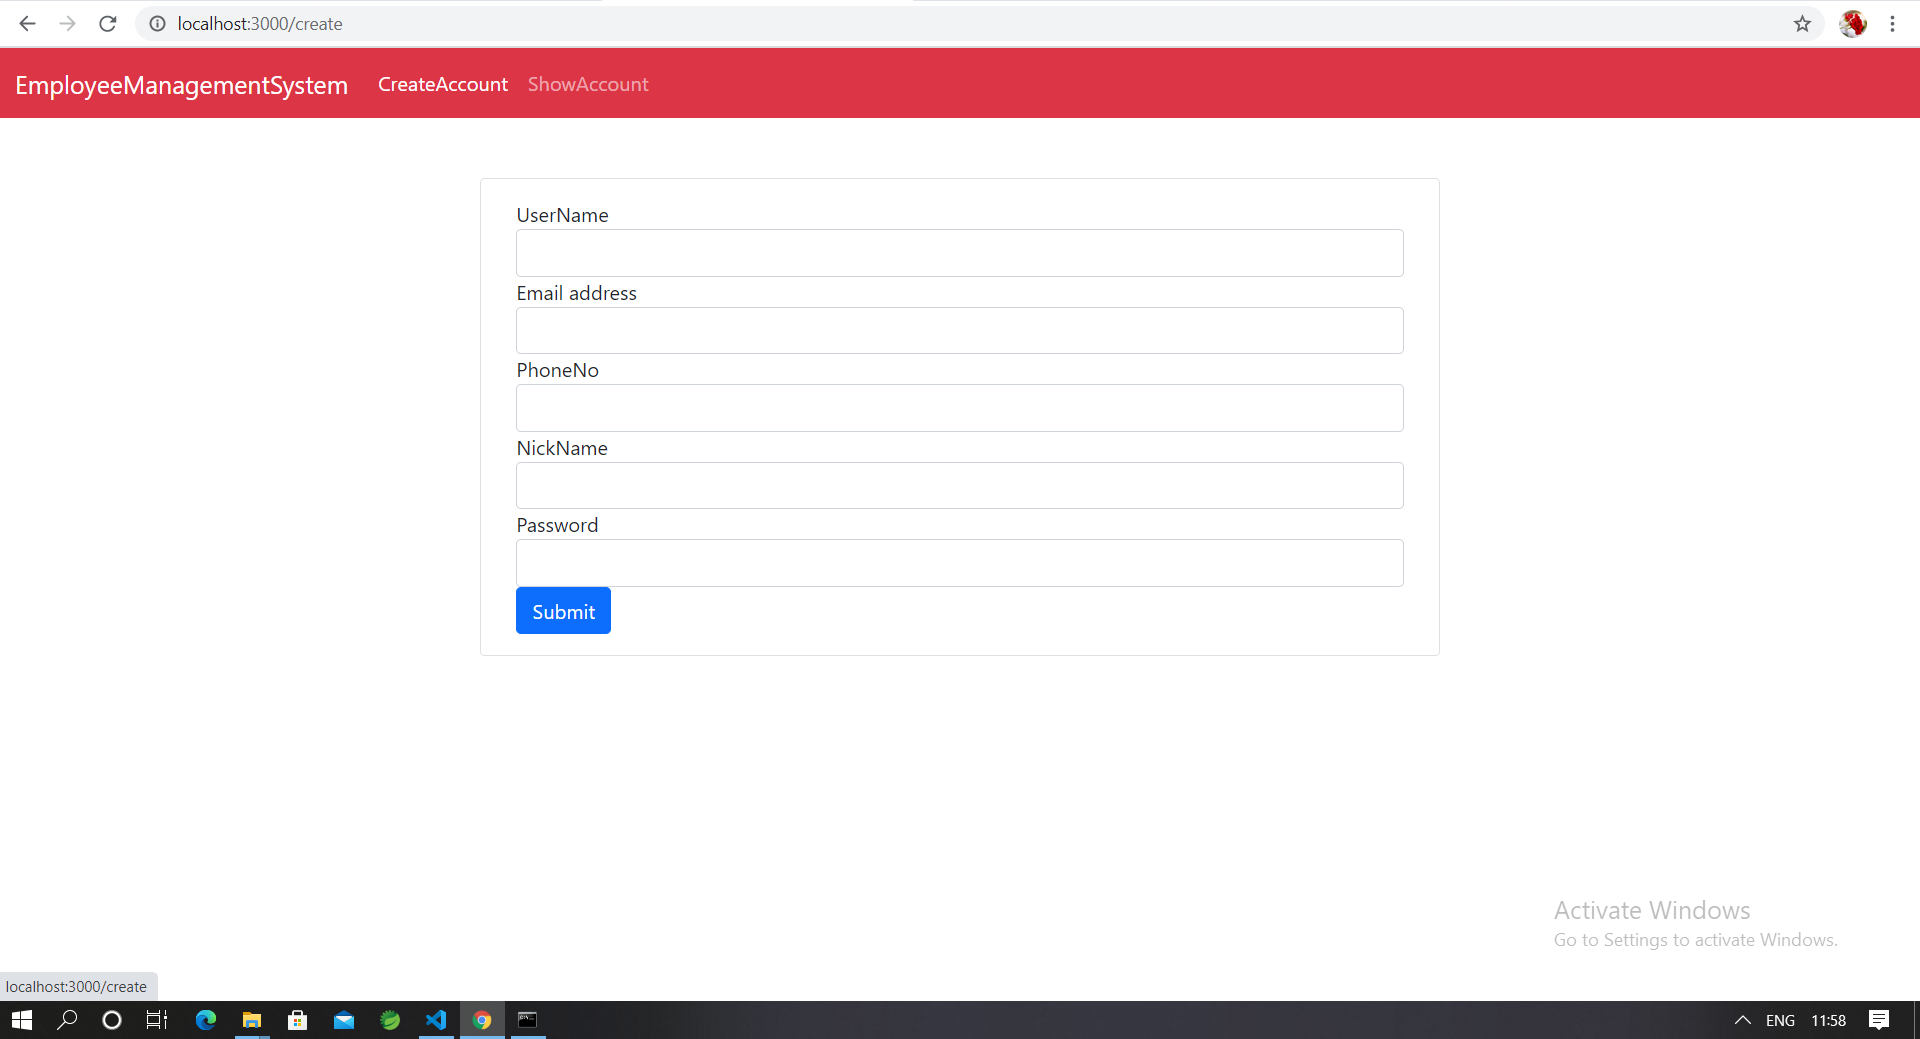 localhost:3000/create
EmployeeManagementSystem CreateAccount ShowAccount
UserName
Email address
PhoneNo
NickName
Password
Submit
Activate Windows
Go to Settings to activate Windows.
localhost:3000/create
ENG 11:58